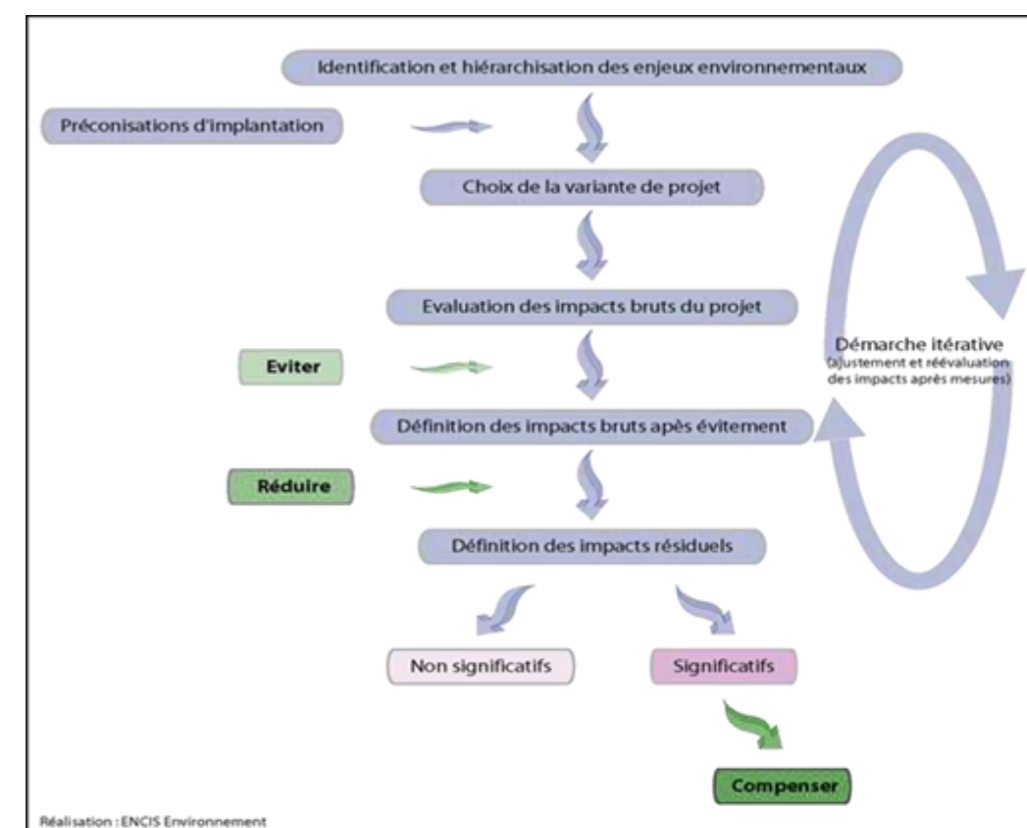 Identification et hiérarchisation des enjeux environnementaux
Préconisations d'implantation
Choix de la variante de projet
Evaluation des impacts bruts du projet
Eviter
Démarche itérative
(ajustement et réévaluation
des impacts après mesures)
Définition des impacts bruts apès évitement
Réduire
Définition des impacts résiduels
Non significatifs
Significatifs
Compenser
Réalisation : ENCIS Environnement